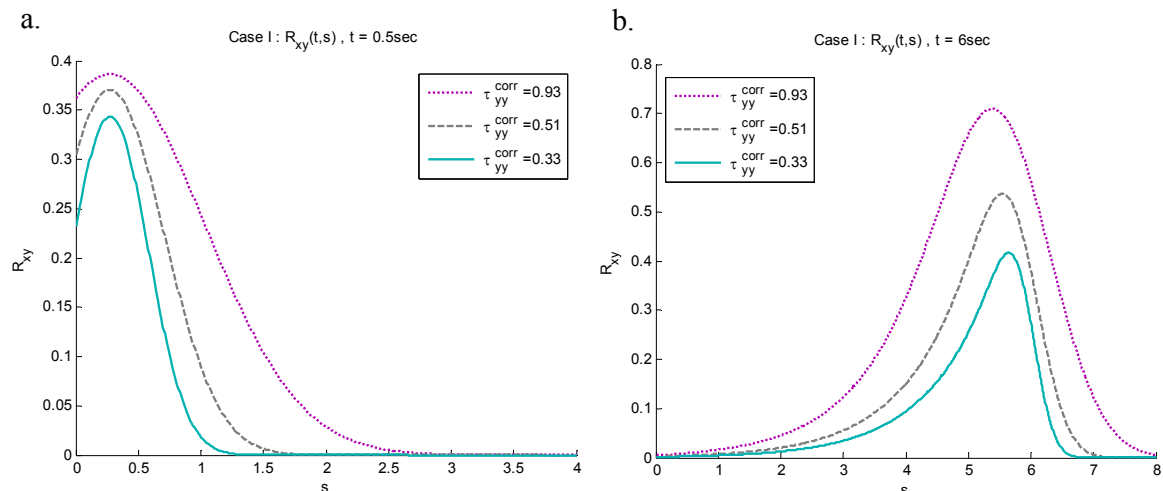 a.
Case I : R_xy(t,s) , t = 0.5sec
τ_yy^corr =0.93
τ_yy^corr =0.51
τ_yy^corr =0.33
R_xy
0.4
0.35
0.3
0.25
0.2
0.15
0.1
0.05
0
0 0.5 1 1.5 2 2.5 3 3.5 4
s
b.
Case I : R_xy(t,s) , t = 6sec
τ_yy^corr =0.93
τ_yy^corr =0.51
τ_yy^corr =0.33
R_xy
0.8
0.7
0.6
0.5
0.4
0.3
0.2
0.1
0
0 1 2 3 4 5 6 7 8
s